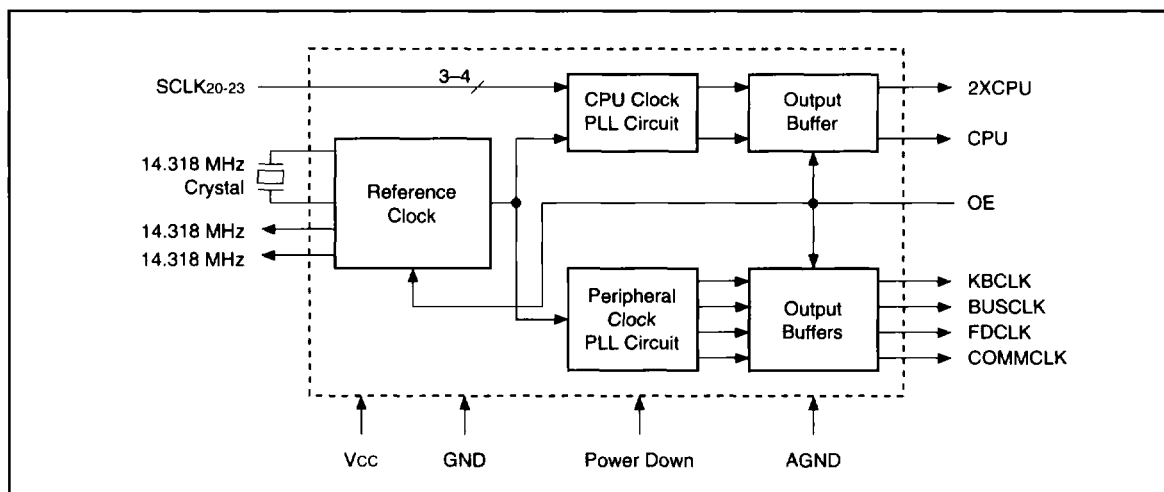 SCLK20-23
3–4
CPU Clock
PLL Circuit
Output
Buffer
2XCPU
CPU
14.318 MHz
Crystal
Reference
Clock
OE
14.318 MHz
14.318 MHz
Peripheral
Clock
PLL Circuit
Output
Buffers
KBCLK
BUSCLK
FDCLK
COMMCLK
VCC
GND
Power Down
AGND